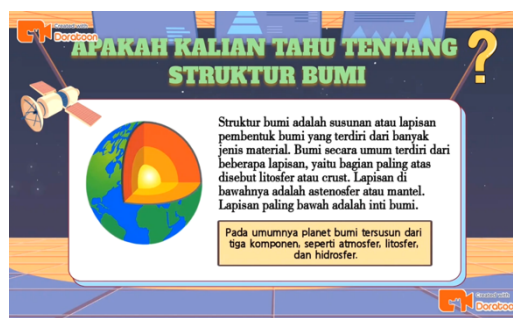 Created with
Doratoon
APAKAH KALIAN TAHU TENTANG
STRUKTUR BUMI
?
Struktur bumi adalah susunan atau lapisan
pembentuk bumi yang terdiri dari banyak
jenis material. Bumi secara umum terdiri dari
beberapa lapisan, yaitu bagian paling atas
disebut litosfer atau crust. Lapisan di
bawahnya adalah astenosfer atau mantel.
Lapisan paling bawah adalah inti bumi.
Pada umumnya planet bumi tersusun dari
tiga komponen, seperti atmosfer, litosfer,
dan hidrosfer.
Created with
Doratoo